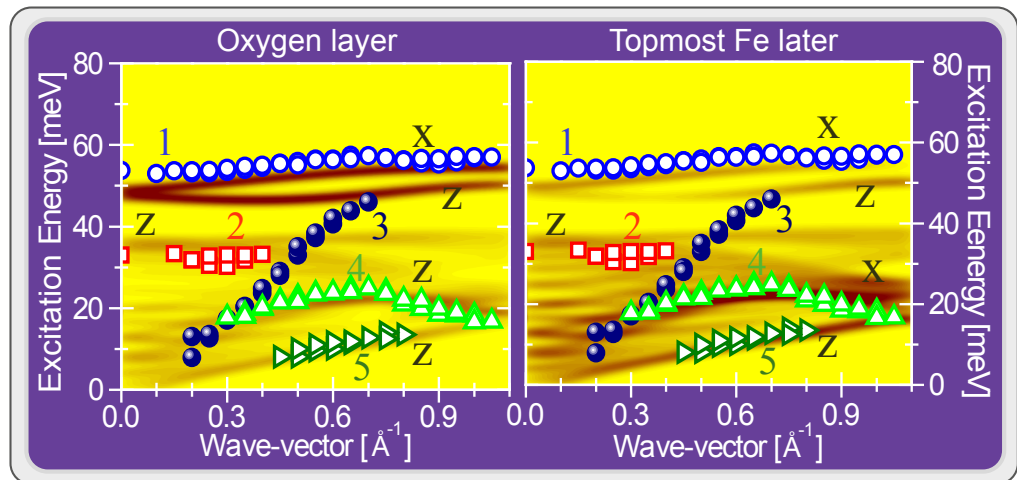 Oxygen layer
Topmost Fe later
Excitation Energy [meV]
80
60
40
20
0
1
x
z
z
2
3
4
z
5
z
0.0
0.3
0.6
0.9
Wave-vector [Å⁻¹]
1
x
z
z
2
3
4
x
5
z
0.0
0.3
0.6
0.9
Wave-vector [Å⁻¹]
80
60
40
20
0
Excitation Energy [meV]